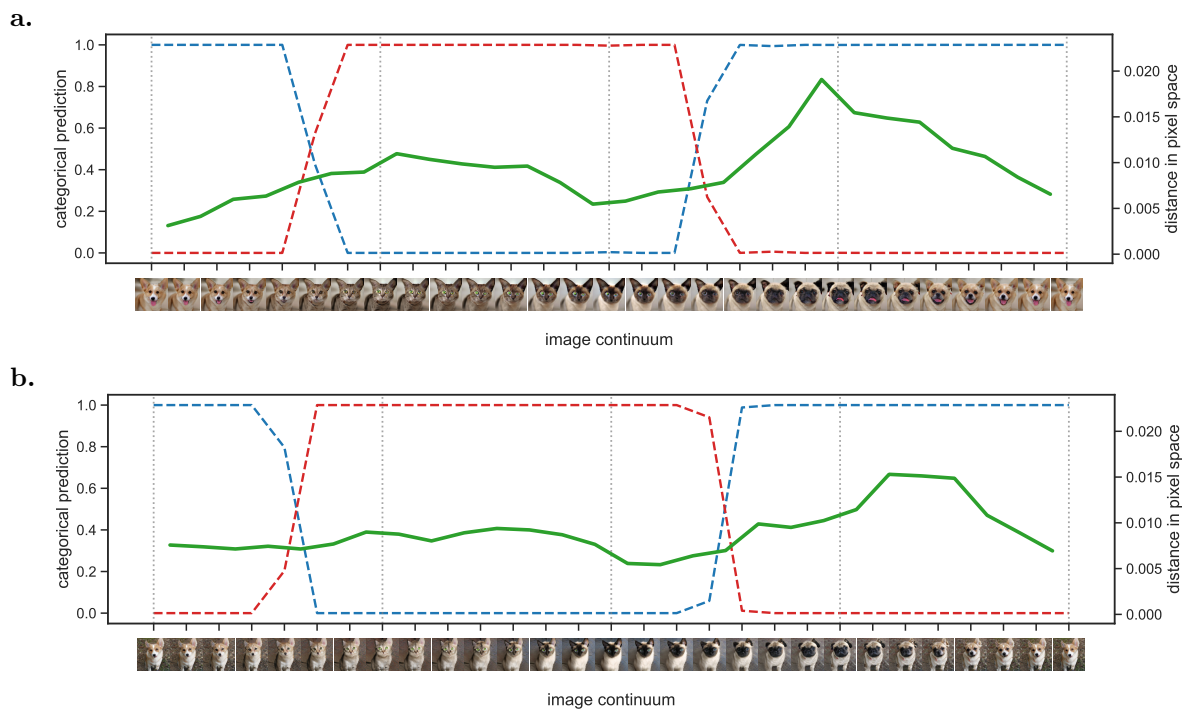 a.
1.0
0.8
0.6
0.4
0.2
0.0
categorical prediction
0.020
0.015
0.010
0.005
0.000
distance in pixel space
image continuum
b.
1.0
0.8
0.6
0.4
0.2
0.0
categorical prediction
0.020
0.015
0.010
0.005
0.000
distance in pixel space
image continuum